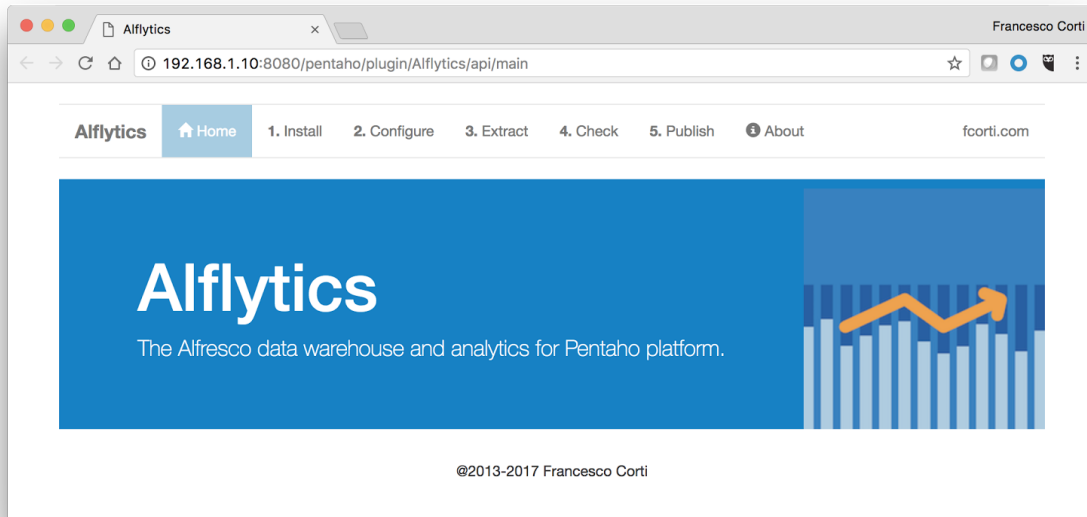 Alflytics
Francesco Corti
192.168.1.10:8080/pentaho/plugin/Alflytics/api/main
Alflytics Home 1. Install 2. Configure 3. Extract 4. Check 5. Publish About fcorti.com
Alflytics
The Alfresco data warehouse and analytics for Pentaho platform.
@2013-2017 Francesco Corti